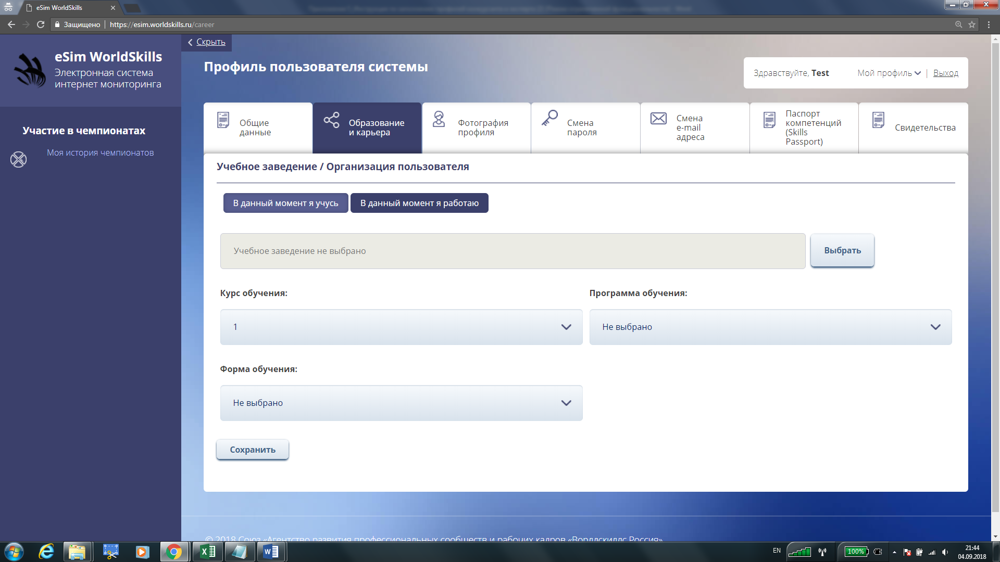 eSim WorldSkills
Защищено
https://esim.worldskills.ru/career
eSim WorldSkills
Электронная система
интернет мониторинга
Участие в чемпионатах
Моя история чемпионатов
Скрыть
Профиль пользователя системы
Здравствуйте, Test
Мой профиль | Выход
Общие
данные
Образование
и карьера
Фотография
профиля
Смена
пароля
Смена
e-mail
адреса
Паспорт
компетенций
(Skills
Passport)
Свидетельства
Учебное заведение / Организация пользователя
В данный момент я учусь
В данный момент я работаю
Учебное заведение не выбрано
Выбрать
Курс обучения:
1
Программа обучения:
Не выбрано
Форма обучения:
Не выбрано
Сохранить
© 2018 Союз «Агентство развития профессиональных сообществ и рабочих кадров «Ворлдскиллс Россия»
EN
100%
21:44
04.09.2018